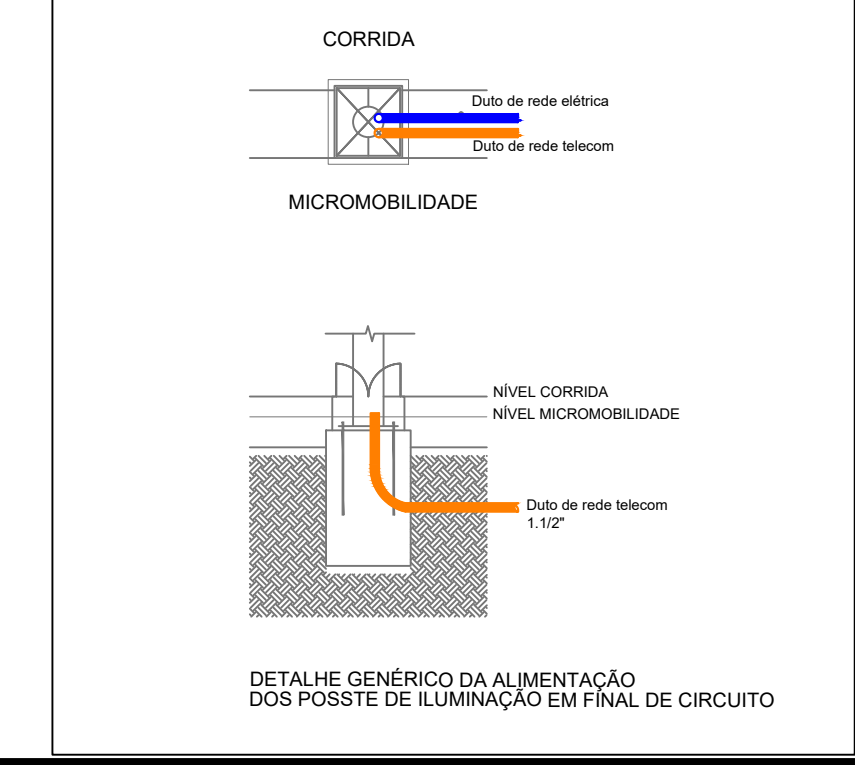 CORRIDA
Duto de rede elétrica
Duto de rede telecom
MICROMOBILIDADE
NÍVEL CORRIDA
NÍVEL MICROMOBILIDADE
Duto de rede telecom
1.1/2"
DETALHE GENÉRICO DA ALIMENTAÇÃO
DOS POSSTE DE ILUMINAÇÃO EM FINAL DE CIRCUITO